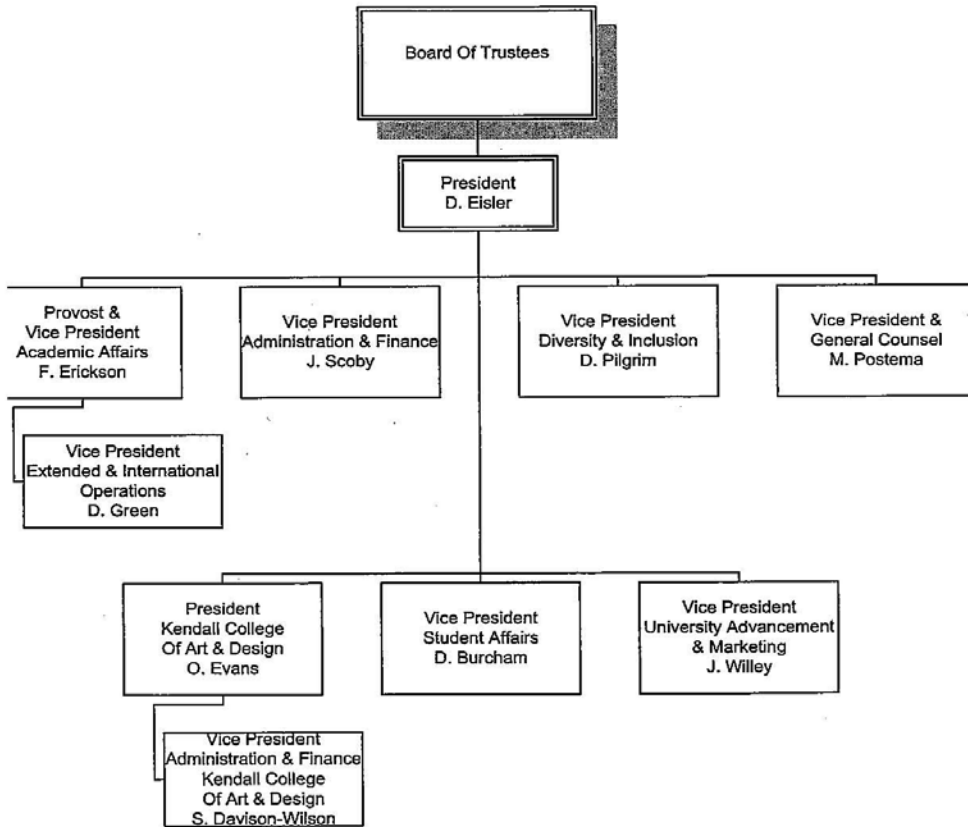 Board Of Trustees
President
D. Eisler
Provost &
Vice President
Academic Affairs
F. Erickson
Vice President
Administration & Finance
J. Scoby
Vice President
Diversity & Inclusion
D. Pilgrim
Vice President &
General Counsel
M. Postema
Vice President
Extended & International
Operations
D. Green
President
Kendall College
Of Art & Design
O. Evans
Vice President
Student Affairs
D. Burcham
Vice President
University Advancement
& Marketing
J. Willey
Vice President
Administration & Finance
Kendall College
Of Art & Design
S. Davison-Wilson